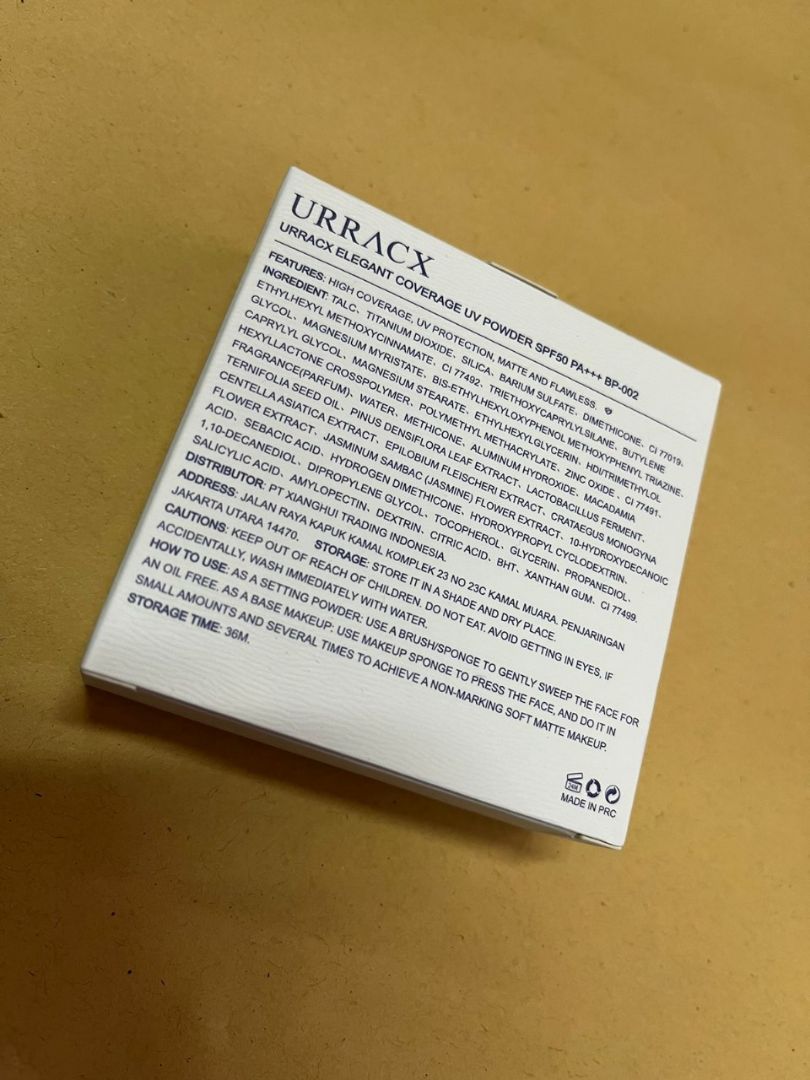 URRΛCX
URRACX ELEGANT COVERAGE UV POWDER SPF50 PA+++ BP-002
FEATURES: HIGH COVERAGE, UV PROTECTION, MATTE AND FLAWLESS.
INGREDIENT: TALC、TITANIUM DIOXIDE、SILICA、BARIUM SULFATE、DIMETHICONE、CI 77019、
ETHYLHEXYL METHOXYCINNAMATE、CI 77492、TRIETHOXYCAPRYLYLSILANE、BUTYLENE
GLYCOL、MAGNESIUM MYRISTATE、BIS-ETHYLHEXYLOXYPHENOL METHOXYPHENYL TRIAZINE、
CAPRYLYL GLYCOL、MAGNESIUM STEARATE、ETHYLHEXYLGLYCERIN、HDITRIMETHYLOL
HEXYLLACTONE CROSSPOLYMER、POLYMETHYL METHACRYLATE、ZINC OXIDE、CI 77491、
FRAGRANCE(PARFUM)、WATER、METHICONE、ALUMINUM HYDROXIDE、MACADAMIA
TERNIFOLIA SEED OIL、PINUS DENSIFLORA LEAF EXTRACT、LACTOBACILLUS FERMENT、
CENTELLA ASIATICA EXTRACT、EPILOBIUM FLEISCHERI EXTRACT、CRATAEGUS MONOGYNA
FLOWER EXTRACT、JASMINUM SAMBAC (JASMINE) FLOWER EXTRACT、10-HYDROXYDECANOIC
ACID、SEBACIC ACID、HYDROGEN DIMETHICONE、HYDROXYPROPYL CYCLODEXTRIN、
1,10-DECANEDIOL、DIPROPYLENE GLYCOL、TOCOPHEROL、GLYCERIN、PROPANEDIOL、
SALICYLIC ACID、AMYLOPECTIN、DEXTRIN、CITRIC ACID、BHT、XANTHAN GUM、CI 77499.
DISTRIBUTOR: PT XIANGHUI TRADING INDONESIA.
ADDRESS: JALAN RAYA KAPUK KAMAL KOMPLEK 23 NO 23C KAMAL MUARA. PENJARINGAN
JAKARTA UTARA 14470. STORAGE: STORE IT IN A SHADE AND DRY PLACE.
CAUTIONS: KEEP OUT OF REACH OF CHILDREN. DO NOT EAT. AVOID GETTING IN EYES, IF
ACCIDENTALLY, WASH IMMEDIATELY WITH WATER.
HOW TO USE: AS A SETTING POWDER: USE A BRUSH/SPONGE TO GENTLY SWEEP THE FACE FOR
AN OIL FREE. AS A BASE MAKEUP: USE MAKEUP SPONGE TO PRESS THE FACE, AND DO IT IN
SMALL AMOUNTS AND SEVERAL TIMES TO ACHIEVE A NON-MARKING SOFT MATTE MAKEUP.
STORAGE TIME: 36M.
24M
MADE IN PRC